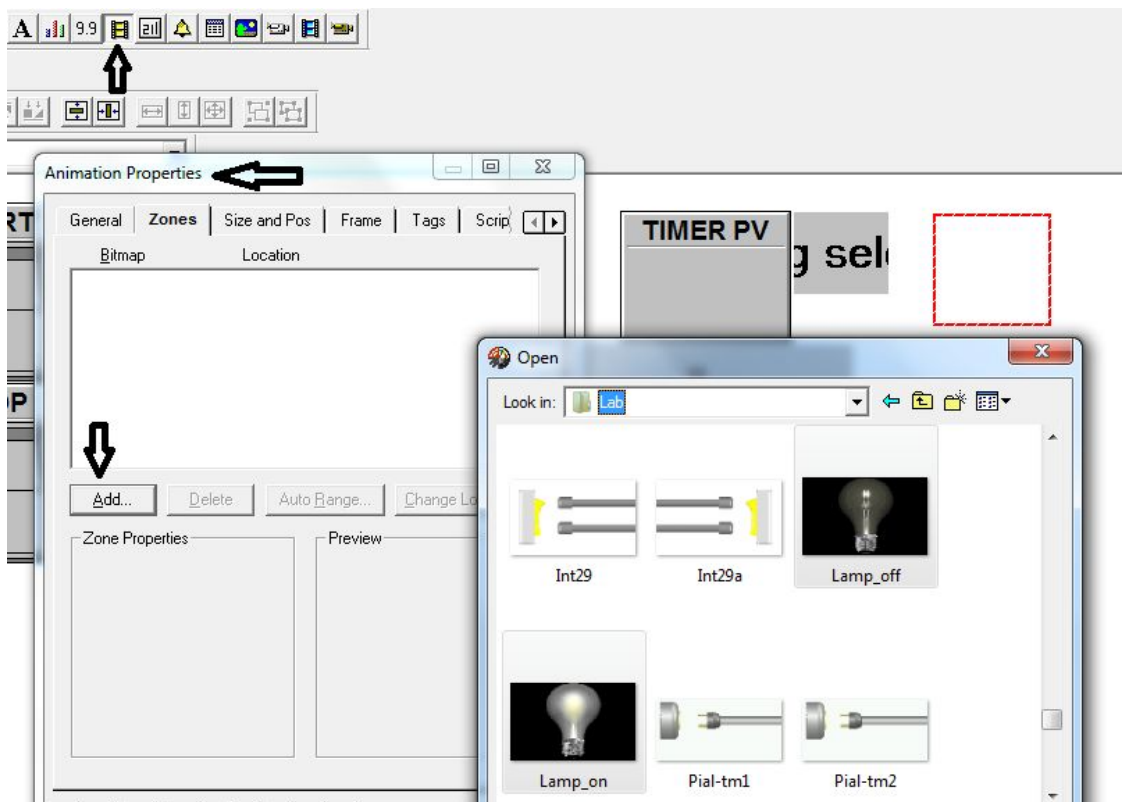 A 9.9
Animation Properties
RT
General Zones Size and Pos Frame Tags Scrip
Bitmap Location
TIMER PV
g sel
Open
Look in: Lab
OP
Add... Delete Auto Range... Change Lo
Zone Properties Preview
Int29 Int29a Lamp_off
Lamp_on Pial-tm1 Pial-tm2